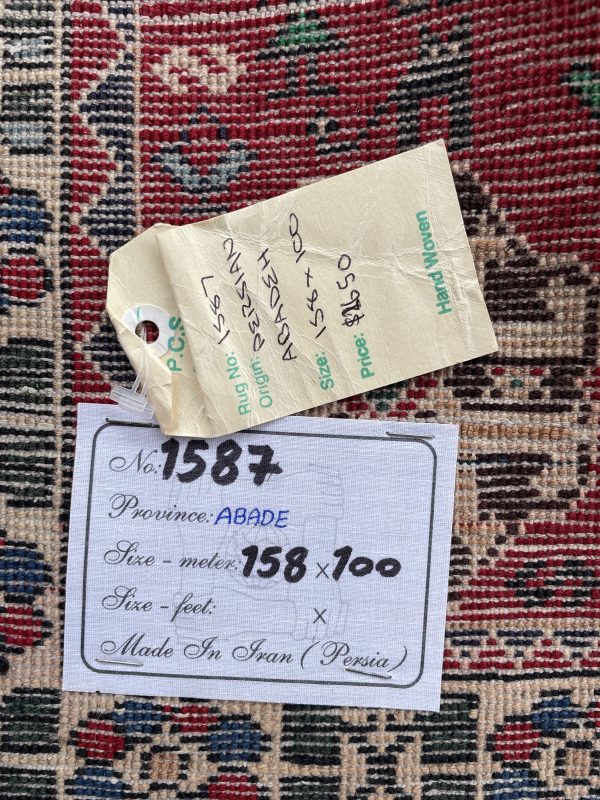 P.C.S
Rug No: 1587
Origin: PERSIAN
ABADEH
Size: 158 x 100
Price: $2650
Hand Woven
No: 1587
Province: ABADE
Size - meter: 158 x 100
Size - feet: x
Made In Iran ( Persia )